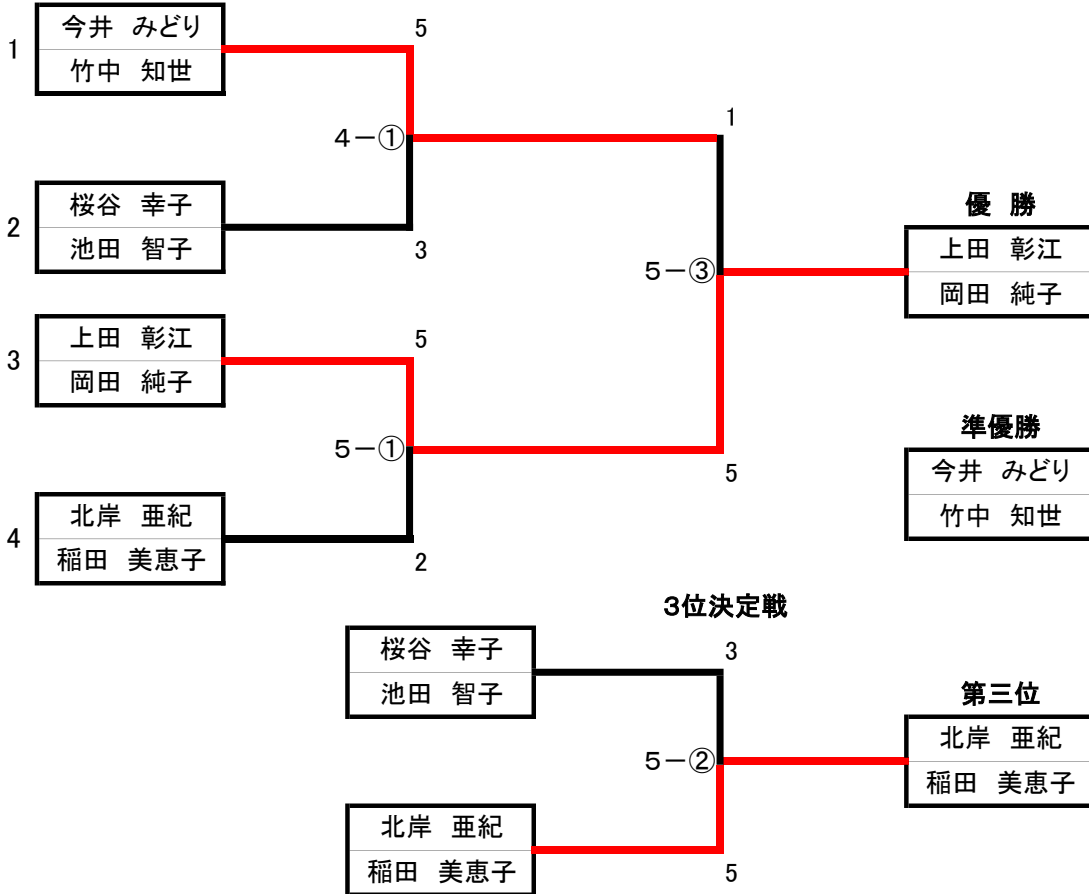 1
今井　みどり
竹中　知世
5
4－①
2
桜谷　幸子
池田　智子
3
3
上田　彰江
岡田　純子
5
5－①
4
北岸　亜紀
稲田　美恵子
2
1
5－③
5
優　勝
上田　彰江
岡田　純子
準優勝
今井　みどり
竹中　知世
3位決定戦
桜谷　幸子
池田　智子
3
5－②
北岸　亜紀
稲田　美恵子
5
第三位
北岸　亜紀
稲田　美恵子